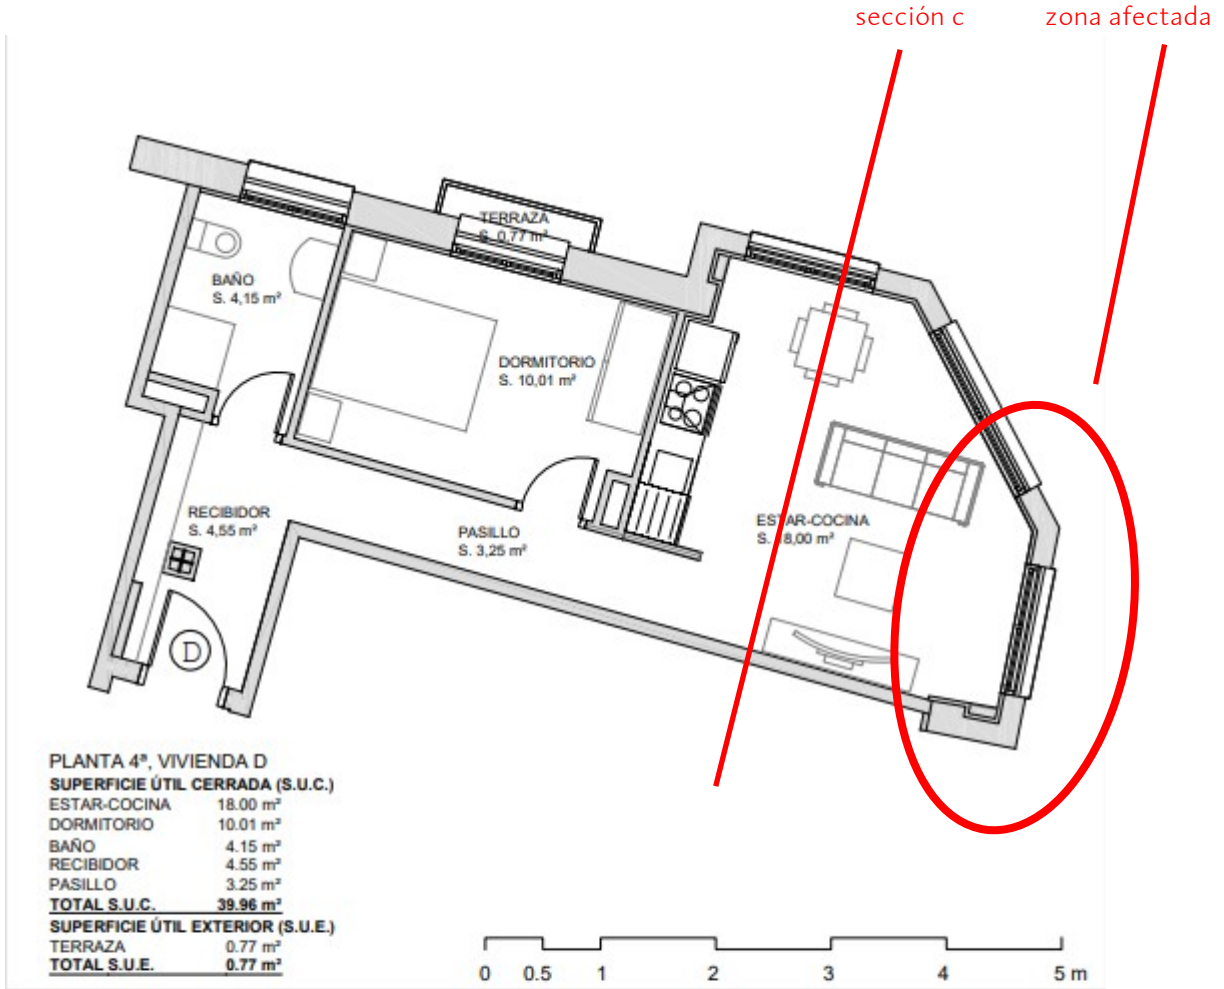 sección c
zona afectada
TERRAZA
S. 0,77 m²
BAÑO
S. 4,15 m²
DORMITORIO
S. 10,01 m²
RECIBIDOR
S. 4,55 m²
PASILLO
S. 3,25 m²
ESTAR-COCINA
S. 18,00 m²
D
PLANTA 4ª, VIVIENDA D
SUPERFICIE ÚTIL CERRADA (S.U.C.)
ESTAR-COCINA 18.00 m²
DORMITORIO 10.01 m²
BAÑO 4.15 m²
RECIBIDOR 4.55 m²
PASILLO 3.25 m²
TOTAL S.U.C. 39.96 m²
SUPERFICIE ÚTIL EXTERIOR (S.U.E.)
TERRAZA 0.77 m²
TOTAL S.U.E. 0.77 m²
0 0.5 1 2 3 4 5 m